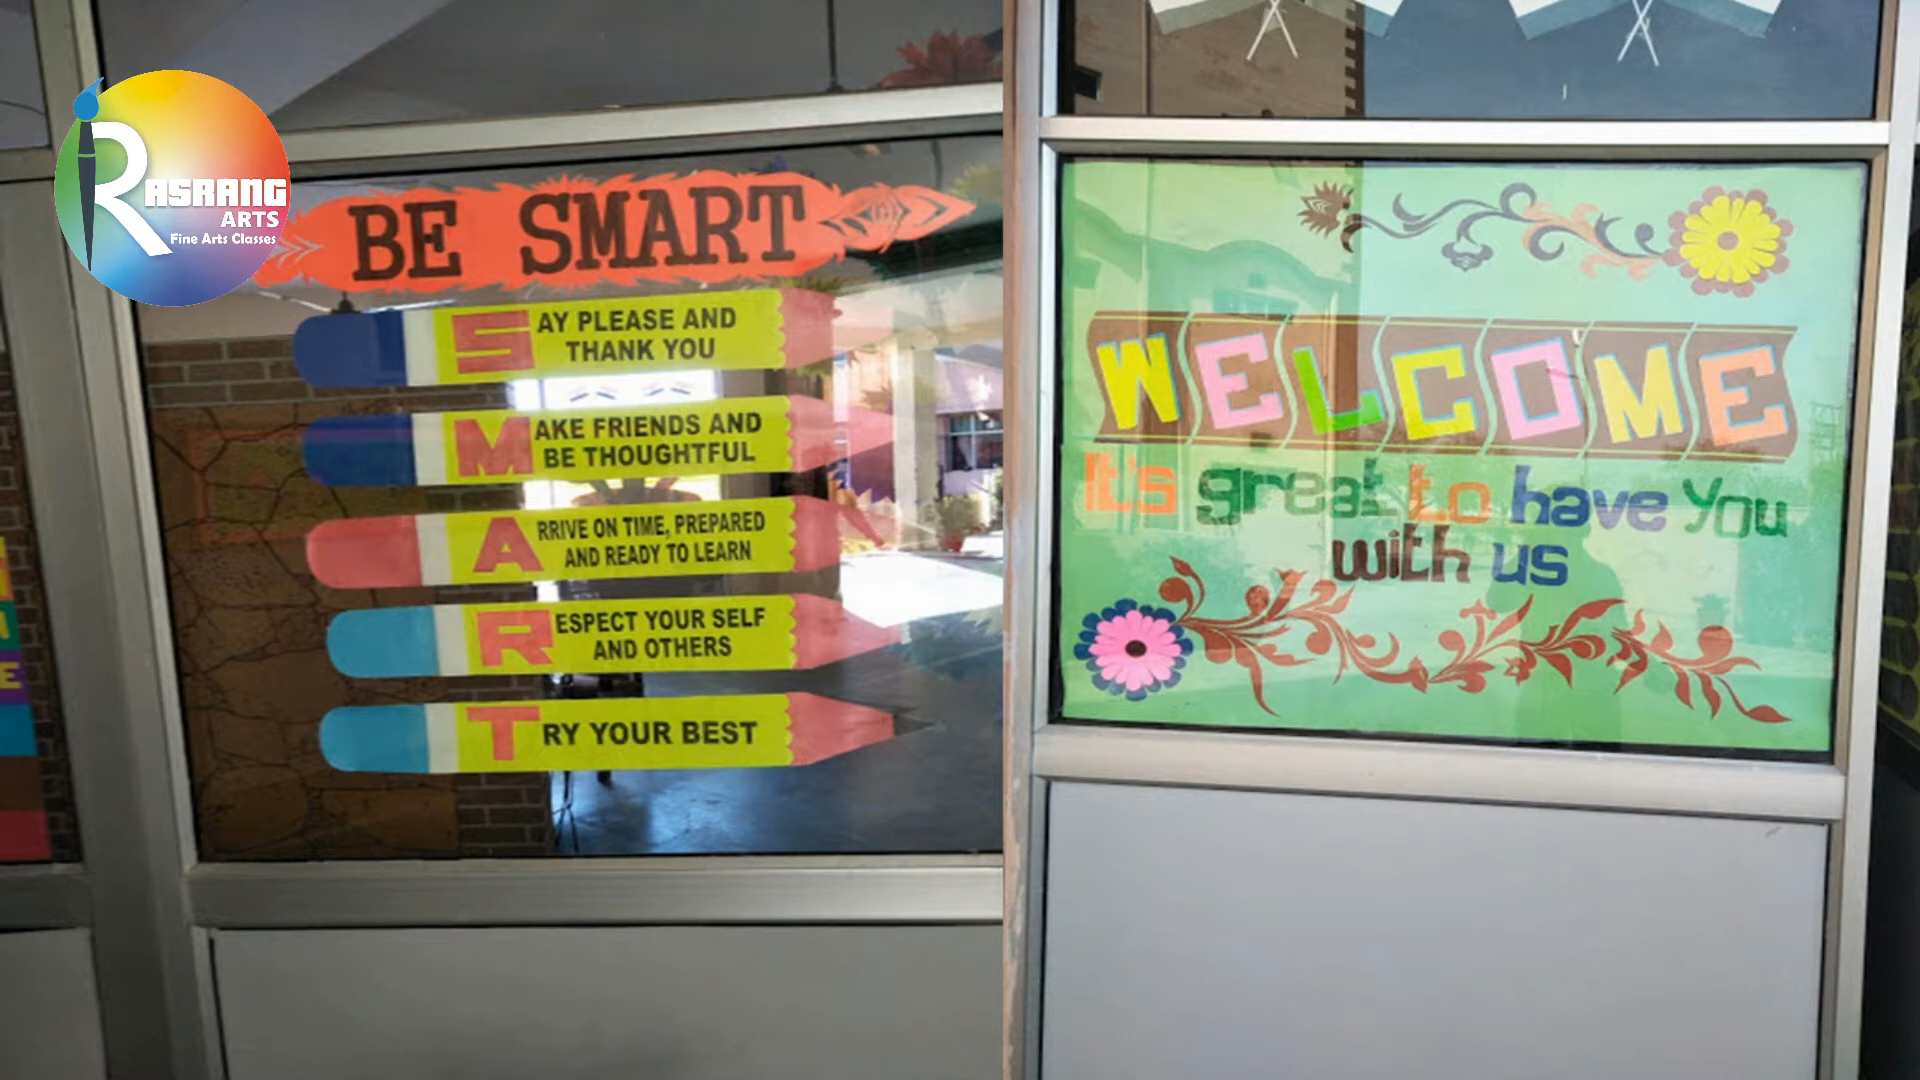 RASRANG
ARTS
Fine Arts Classes
BE SMART
SAY PLEASE AND
THANK YOU
MAKE FRIENDS AND
BE THOUGHTFUL
ARRIVE ON TIME, PREPARED
AND READY TO LEARN
RESPECT YOUR SELF
AND OTHERS
TRY YOUR BEST
WELCOME
It's great to have you
with us